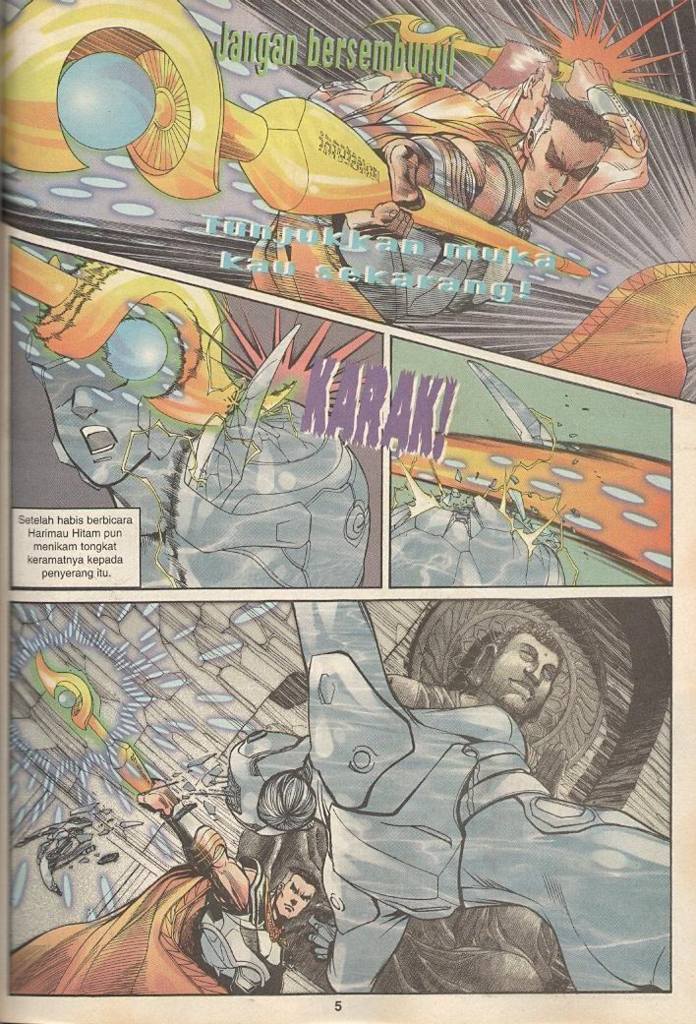 Jangan bersembunyi
Tunjukkan muka
kau sekarang!
KARAK!
Setelah habis berbicara
Harimau Hitam pun
menikam tongkat
keramatnya kepada
penyerang itu.
5